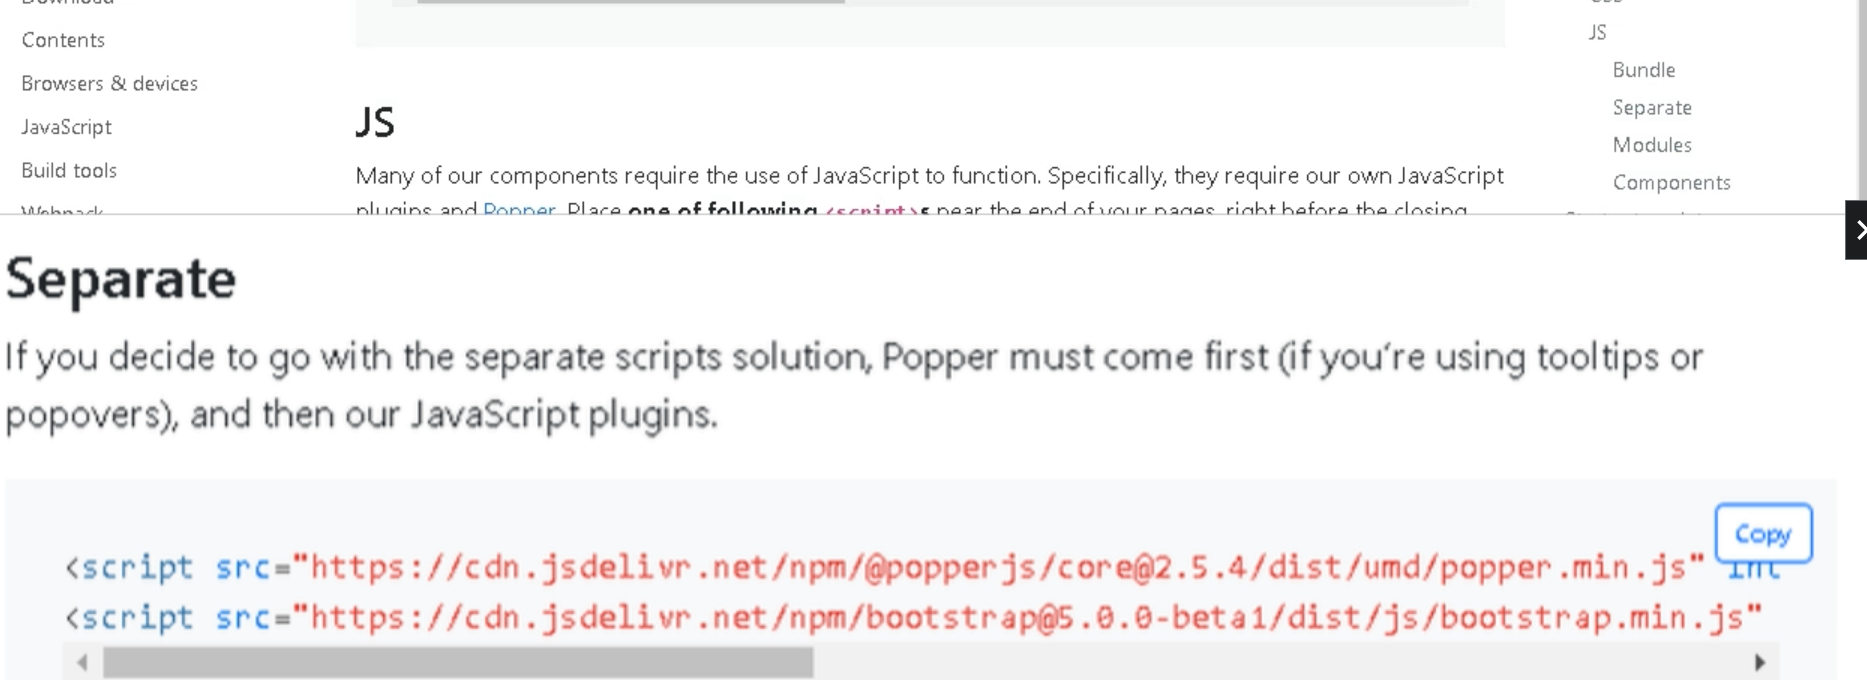 Download
Contents
Browsers & devices
JavaScript
Build tools
Webpack
JS
Many of our components require the use of JavaScript to function. Specifically, they require our own JavaScript
plugins and Popper. Place one of following <script>s near the end of your pages, right before the closing
JS
Bundle
Separate
Modules
Components
Separate
If you decide to go with the separate scripts solution, Popper must come first (if you’re using tooltips or
popovers), and then our JavaScript plugins.
Copy
<script src="https://cdn.jsdelivr.net/npm/@popperjs/core@2.5.4/dist/umd/popper.min.js"
<script src="https://cdn.jsdelivr.net/npm/bootstrap@5.0.0-beta1/dist/js/bootstrap.min.js"